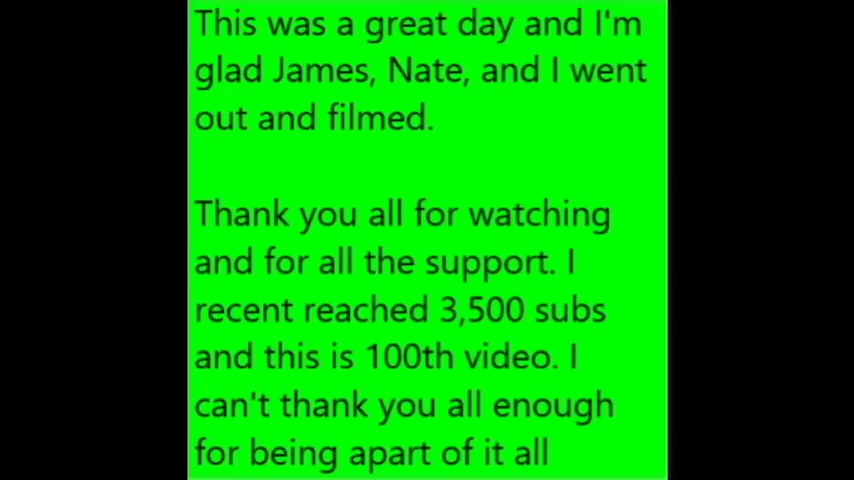 This was a great day and I'm
glad James, Nate, and I went
out and filmed.
Thank you all for watching
and for all the support. I
recent reached 3,500 subs
and this is 100th video. I
can't thank you all enough
for being apart of it all